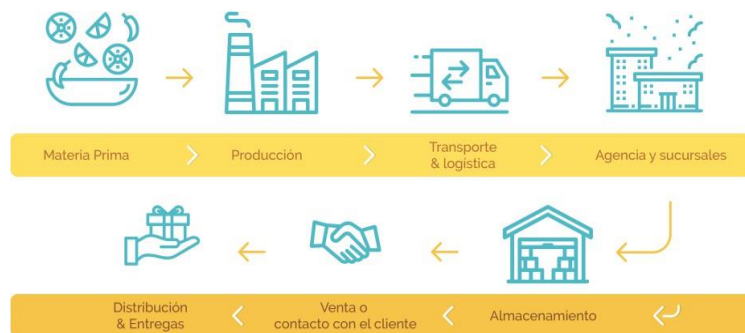 Materia Prima
Producción
Transporte
& logística
Agencia y sucursales
Distribución
& Entregas
Venta o
contacto con el cliente
Almacenamiento